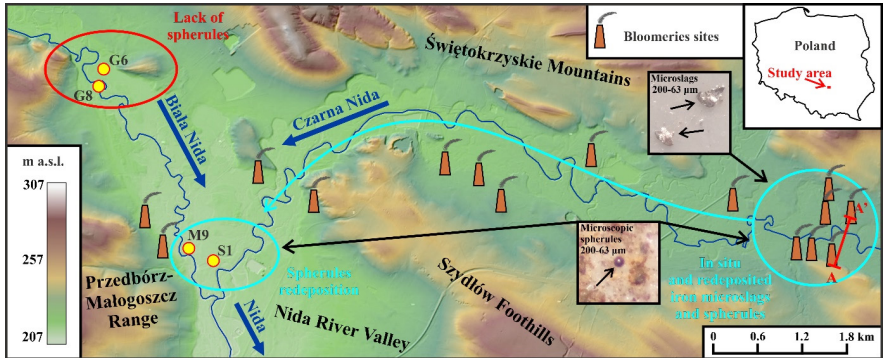 Lack of
spherules
G6
G8
Biała Nida
Czarna Nida
Świętokrzyskie Mountains
Bloomeries sites
Poland
Study area
Microslags
200-63 µm
m a.s.l.
307
257
207
M9
S1
Przedbórz-
Małogoszcz
Range
Spherules
redeposition
Nida
Nida River Valley
Szydłów Foothills
Microscopic
spherules
200-63 µm
A'
A
In situ
and redeposited
iron microslags
and spherules
0
0.6
1.2
1.8 km